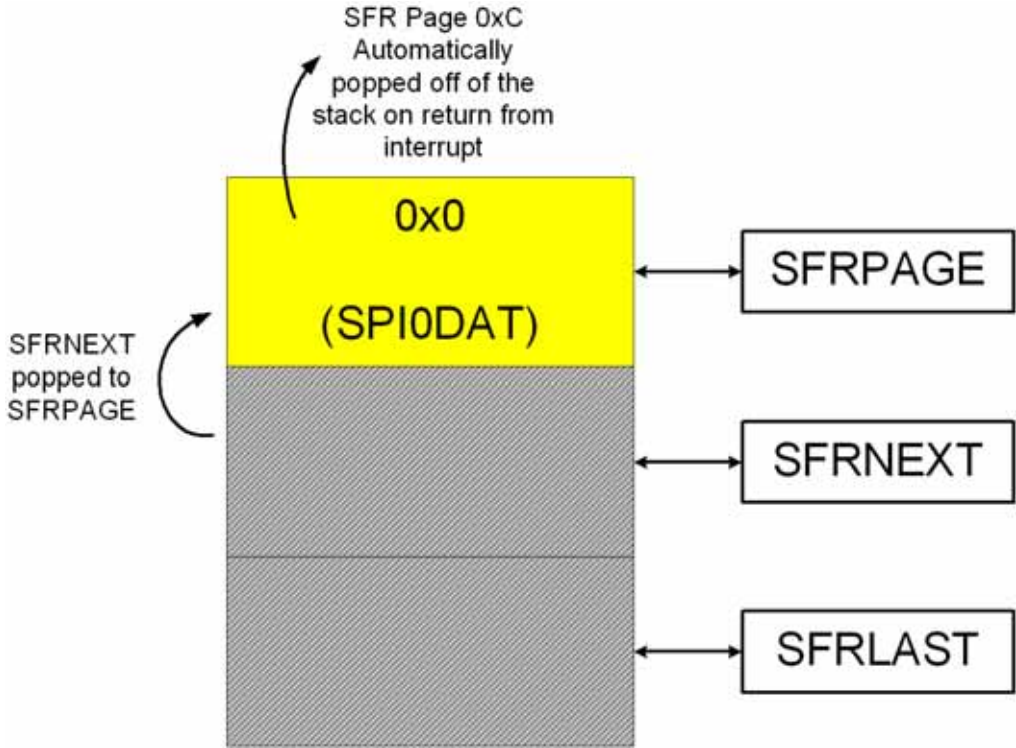 SFR Page 0xC
Automatically
popped off of the
stack on return from
interrupt
0x0
(SPI0DAT)
SFRPAGE
SFRNEXT
popped to
SFRPAGE
SFRNEXT
SFRLAST